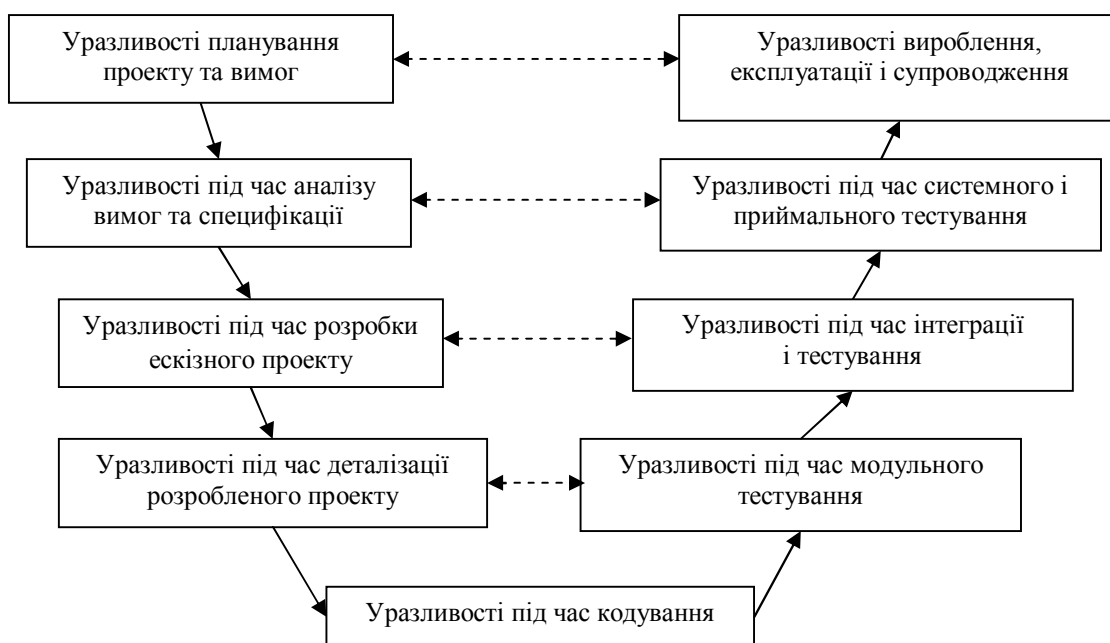 Уразливості планування
проекту та вимог
Уразливості вироблення,
експлуатації і супроводження
Уразливості під час аналізу
вимог та специфікації
Уразливості під час системного і
приймального тестування
Уразливості під час розробки
ескізного проекту
Уразливості під час інтеграції
і тестування
Уразливості під час деталізації
розробленого проекту
Уразливості під час модульного
тестування
Уразливості під час кодування